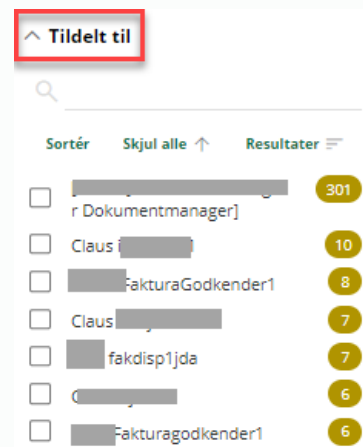 Tildelt til
Sortér Skjul alle Resultater
301
r Dokumentmanager]
Claus 10
FakturaGodkender1 8
Claus 7
fakdisp1jda 7
6
Fakturagodkender1 6